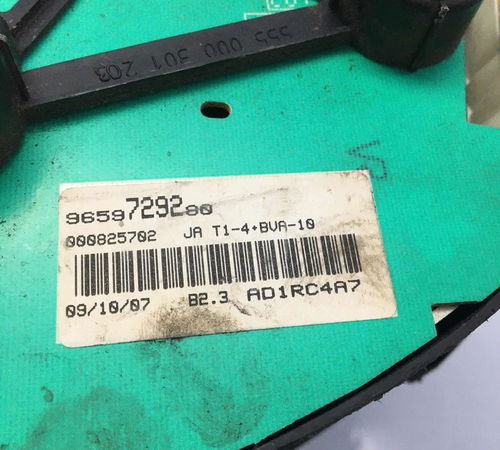 555 000 301 203
9659729280
000825702 JA T1-4+BVA-10
09/10/07 B2.3 AD1RC4A7